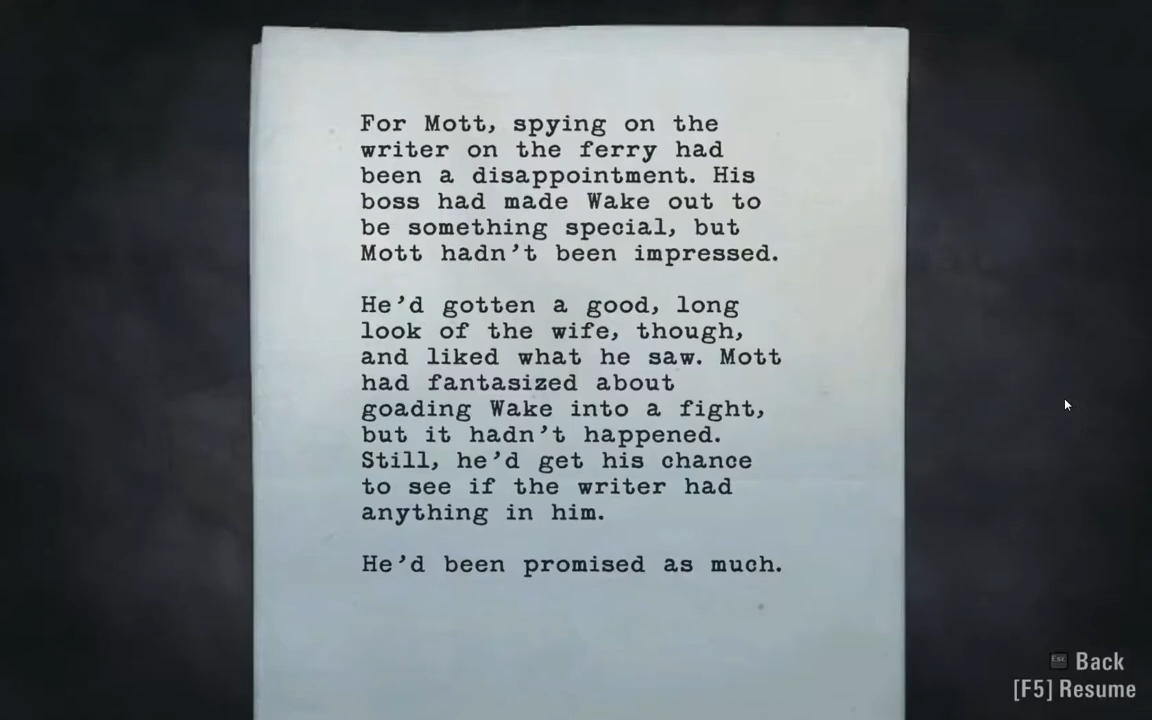 For Mott, spying on the
writer on the ferry had
been a disappointment. His
boss had made Wake out to
be something special, but
Mott hadn’t been impressed.
He’d gotten a good, long
look of the wife, though,
and liked what he saw. Mott
had fantasized about
goading Wake into a fight,
but it hadn’t happened.
Still, he’d get his chance
to see if the writer had
anything in him.
He’d been promised as much.
Esc Back
[F5] Resume